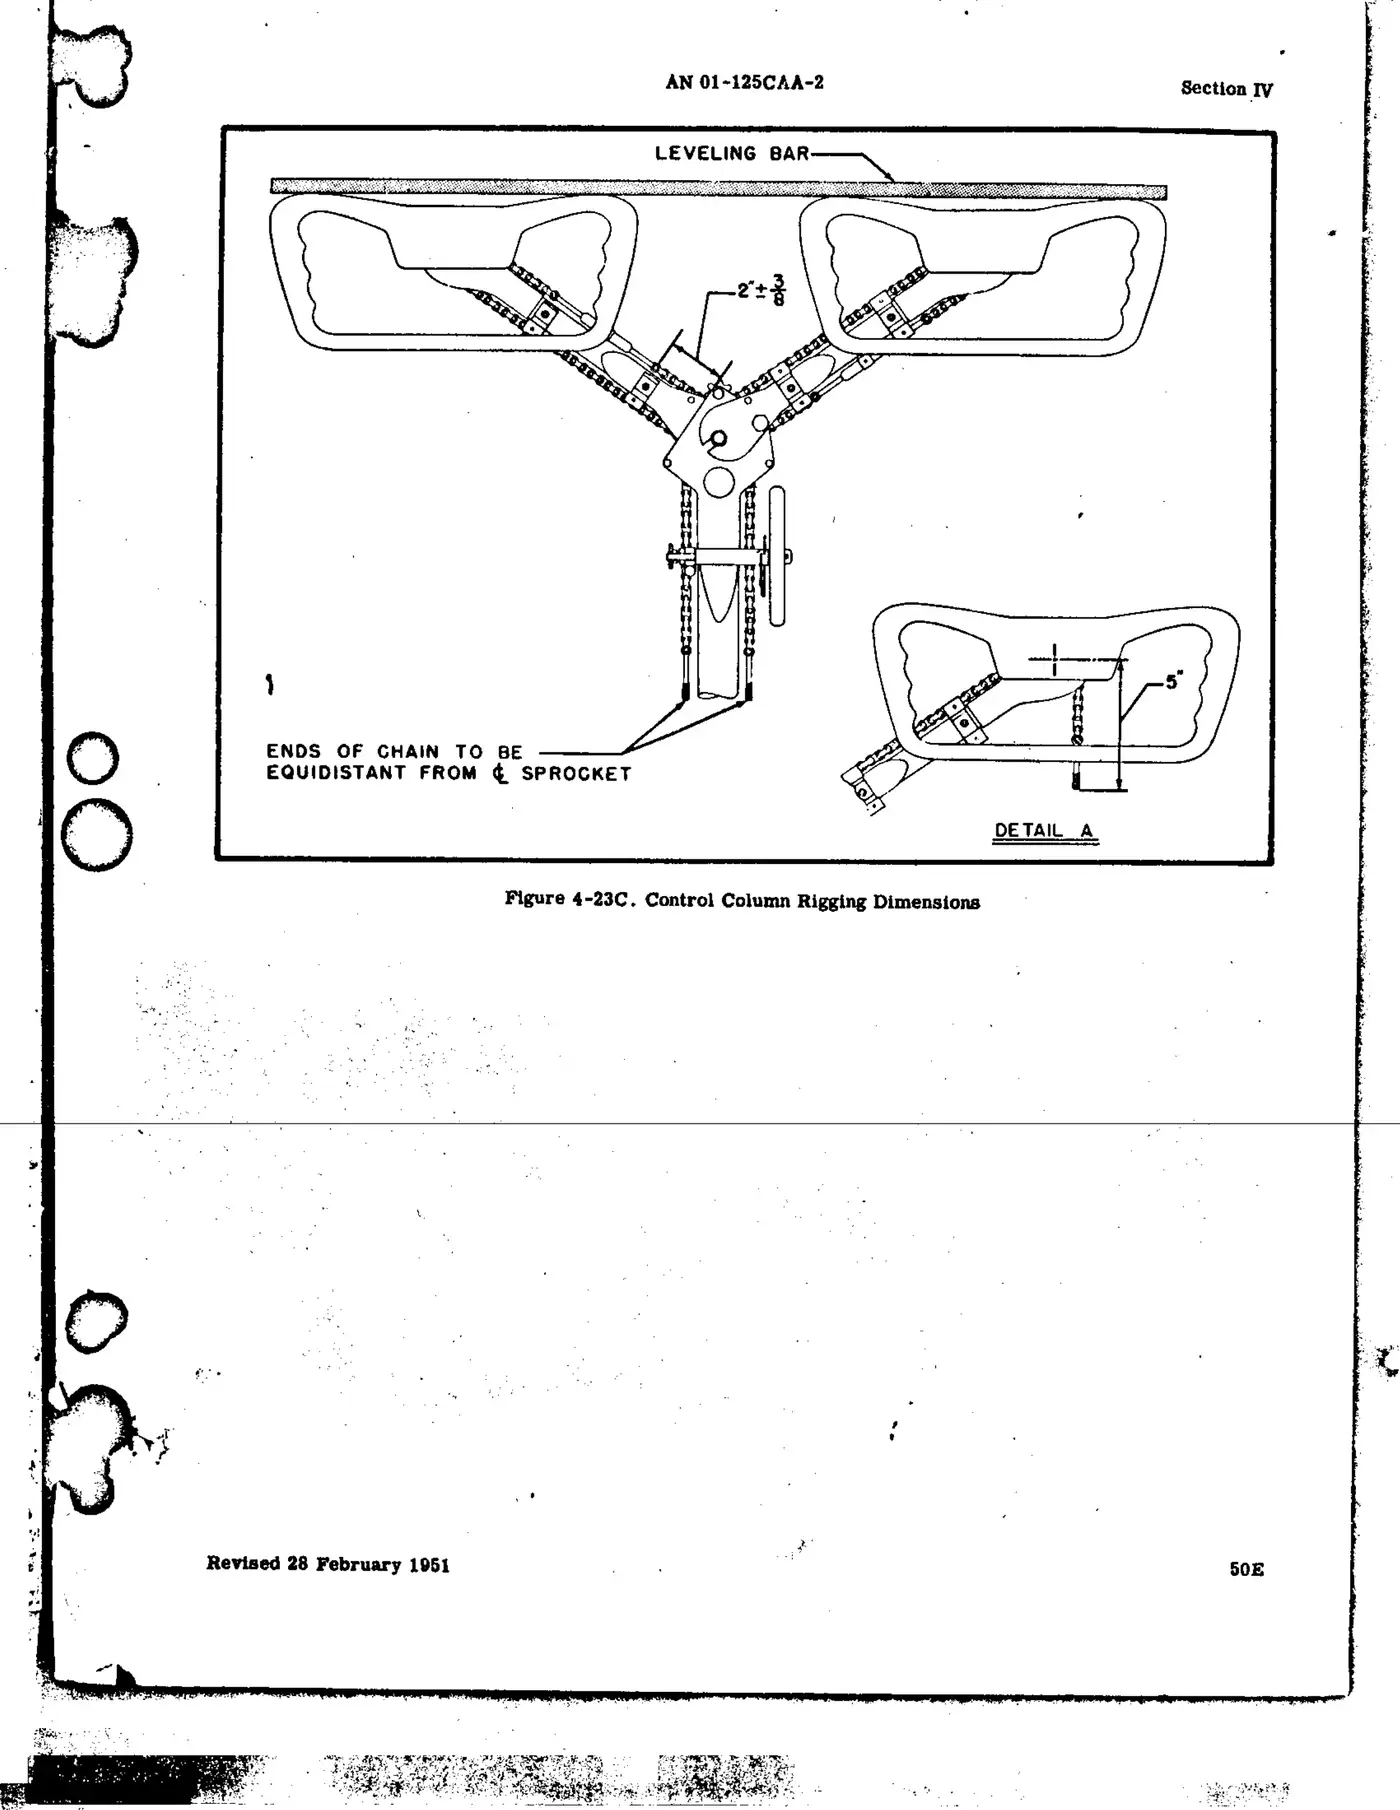 AN 01-125CAA-2
Section IV
LEVELING BAR
2"± 3/8
5"
ENDS OF CHAIN TO BE
EQUIDISTANT FROM ℄ SPROCKET
DETAIL A
Figure 4-23C. Control Column Rigging Dimensions
Revised 28 February 1951
50E